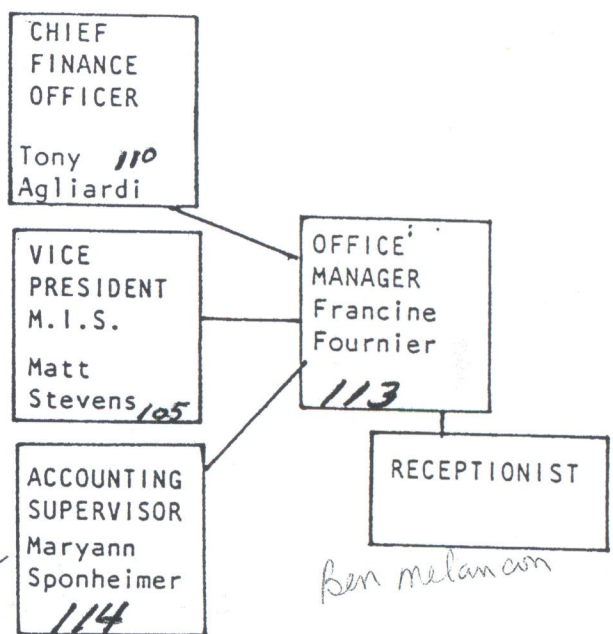 CHIEF
FINANCE
OFFICER
Tony 110
Agliardi
VICE
PRESIDENT
M.I.S.
Matt
Stevens 105
ACCOUNTING
SUPERVISOR
Maryann
Sponheimer
114
OFFICE
MANAGER
Francine
Fournier
113
RECEPTIONIST
Ben melancon